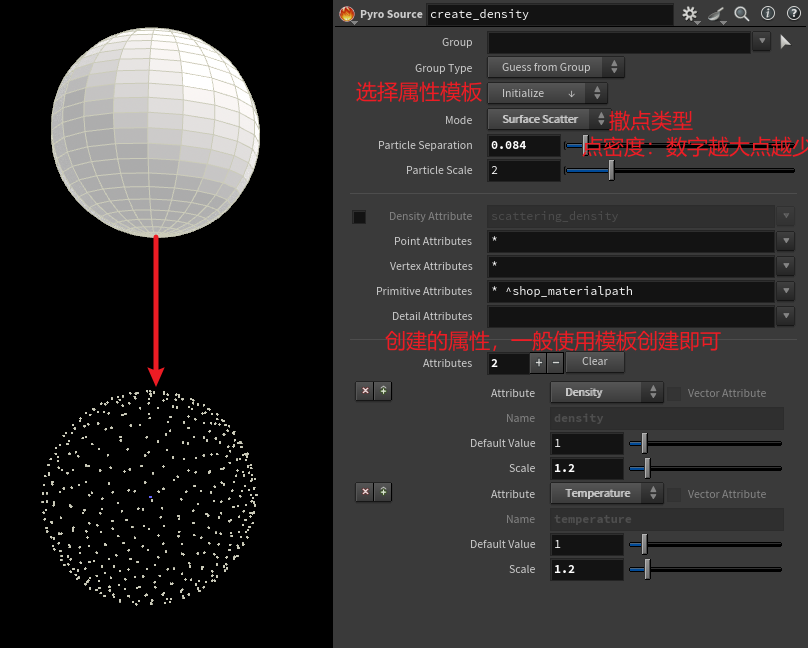 Pyro Source create_density
Group
Group Type Guess from Group
选择属性模板 Initialize
Mode Surface Scatter 撒点类型
Particle Separation 0.084 点密度：数字越大点越少
Particle Scale 2
Density Attribute scattering_density
Point Attributes *
Vertex Attributes *
Primitive Attributes * ^shop_materialpath
Detail Attributes
创建的属性，一般使用模板创建即可
Attributes 2 + − Clear
Attribute Density Vector Attribute
Name density
Default Value 1
Scale 1.2
Attribute Temperature Vector Attribute
Name temperature
Default Value 1
Scale 1.2